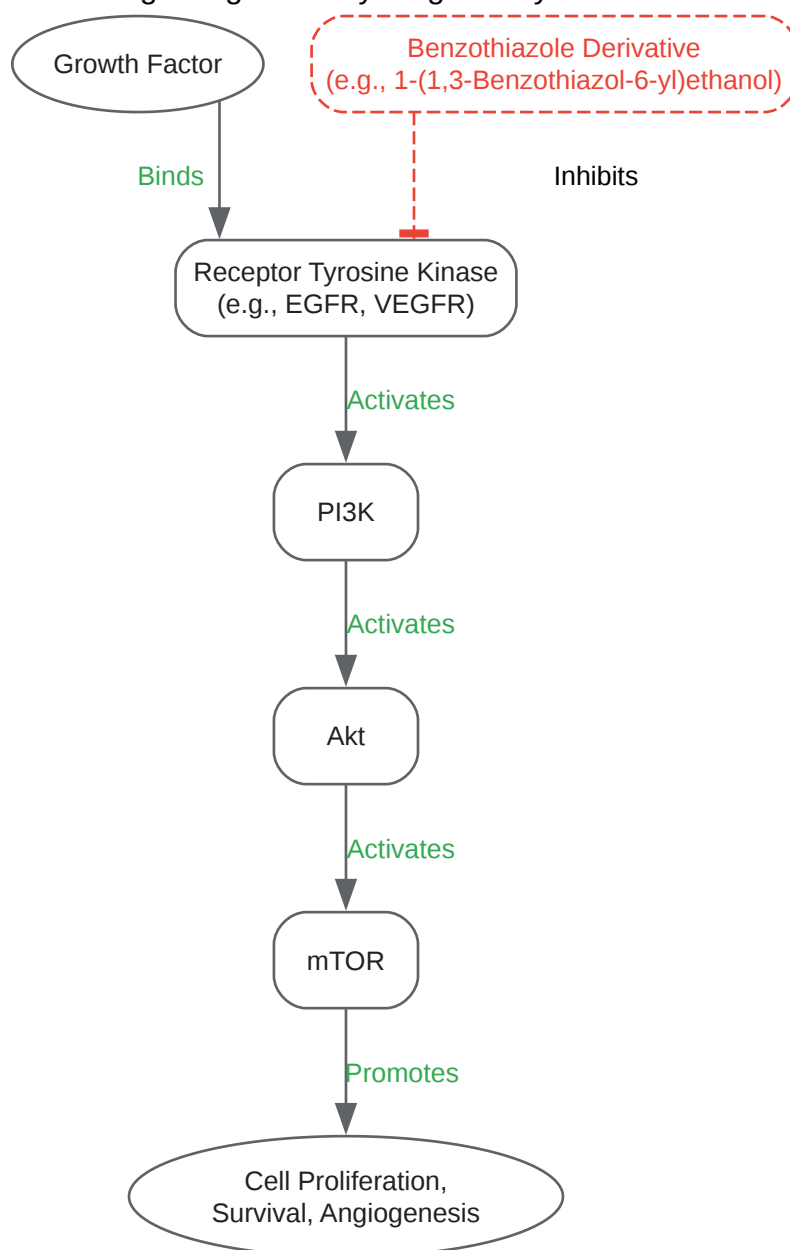 Growth Factor
Benzothiazole Derivative
(e.g., 1-(1,3-Benzothiazol-6-yl)ethanol)
Binds
Inhibits
Receptor Tyrosine Kinase
(e.g., EGFR, VEGFR)
Activates
PI3K
Activates
Akt
Activates
mTOR
Promotes
Cell Proliferation,
Survival, Angiogenesis